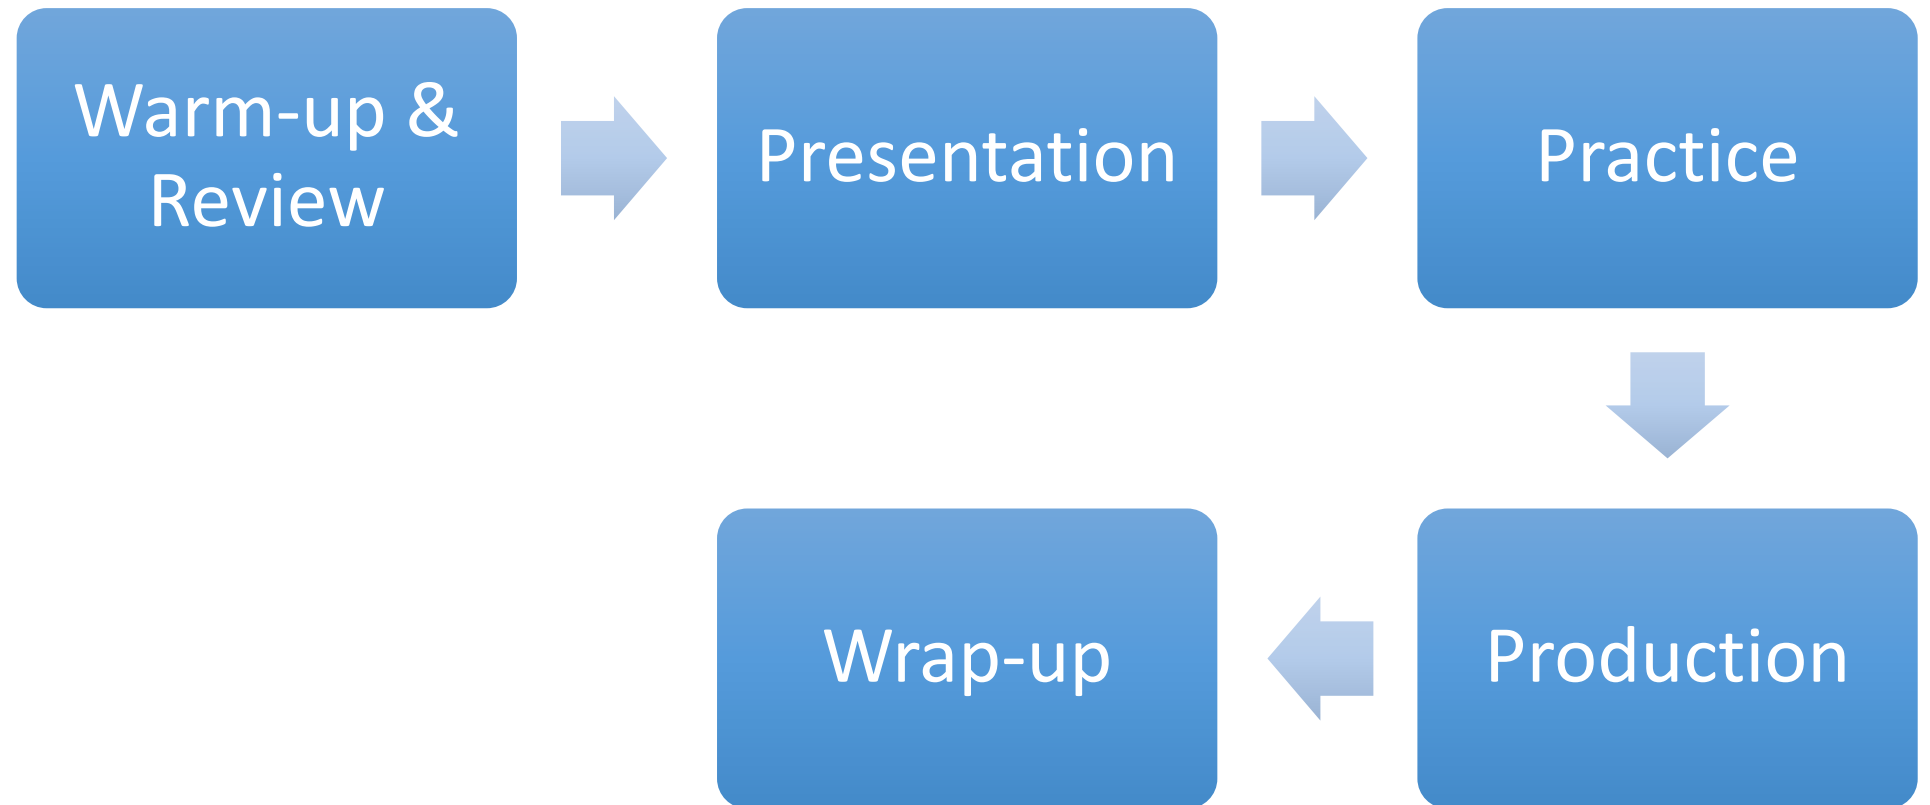 Warm-up &
Review
Presentation
Practice
Production
Wrap-up